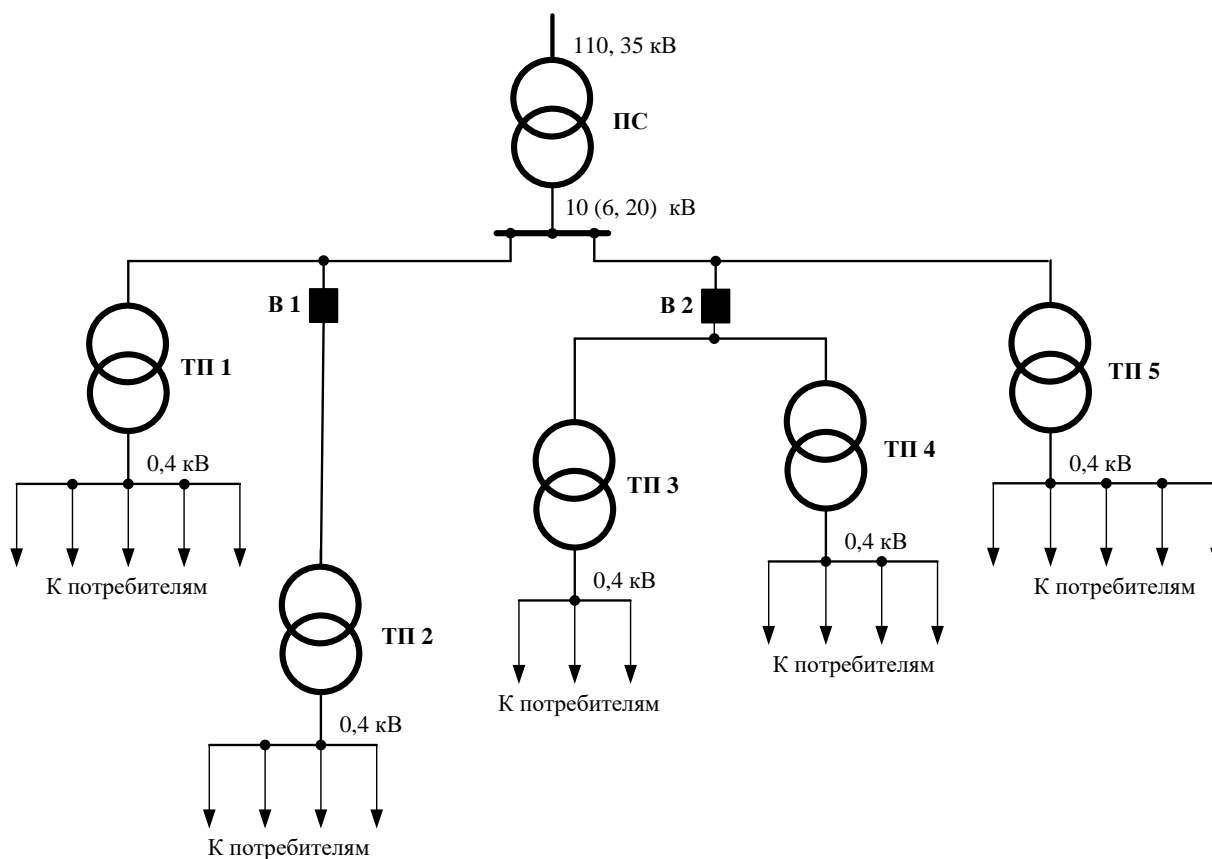 110, 35 кВ
ПС
10 (6, 20) кВ
В 1
В 2
ТП 1
ТП 5
ТП 4
ТП 3
0,4 кВ
0,4 кВ
0,4 кВ
0,4 кВ
К потребителям
К потребителям
ТП 2
К потребителям
К потребителям
0,4 кВ
К потребителям